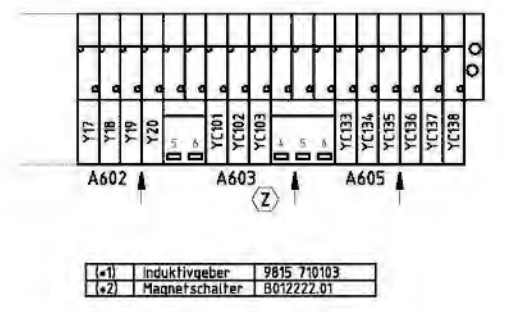 Y17 Y18 Y19 Y20 5 6 YC101 YC102 YC103 4 5 6 YC133 YC134 YC135 YC136 YC137 YC138
A602 A603 A605
Z
(*1) Induktivgeber 9815 710103
(*2) Magnetschalter B012222.01